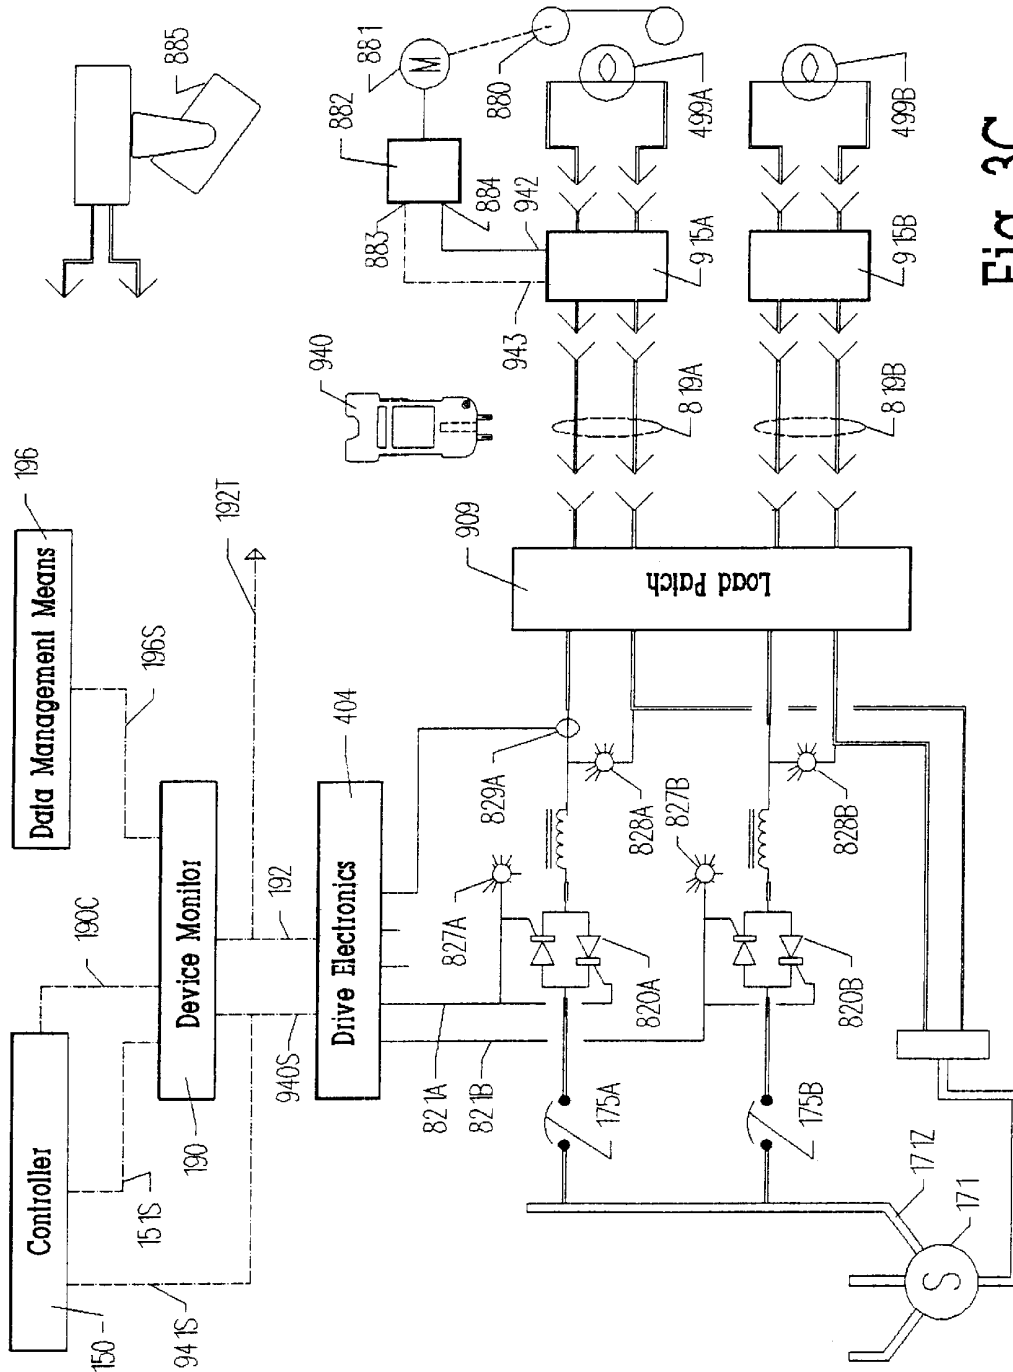 Controller
150
941S
151S
190C
Data Management Means
196
196S
Device Monitor
190
192
192T
940S
Drive Electronics
404
821A
821B
827A
829A
820A
828A
827B
820B
828B
175A
175B
171Z
171
S
Load Patch
909
940
819A
819B
943
942
915A
915B
883
884
882
881
M
880
885
499A
499B
Fig. 3C